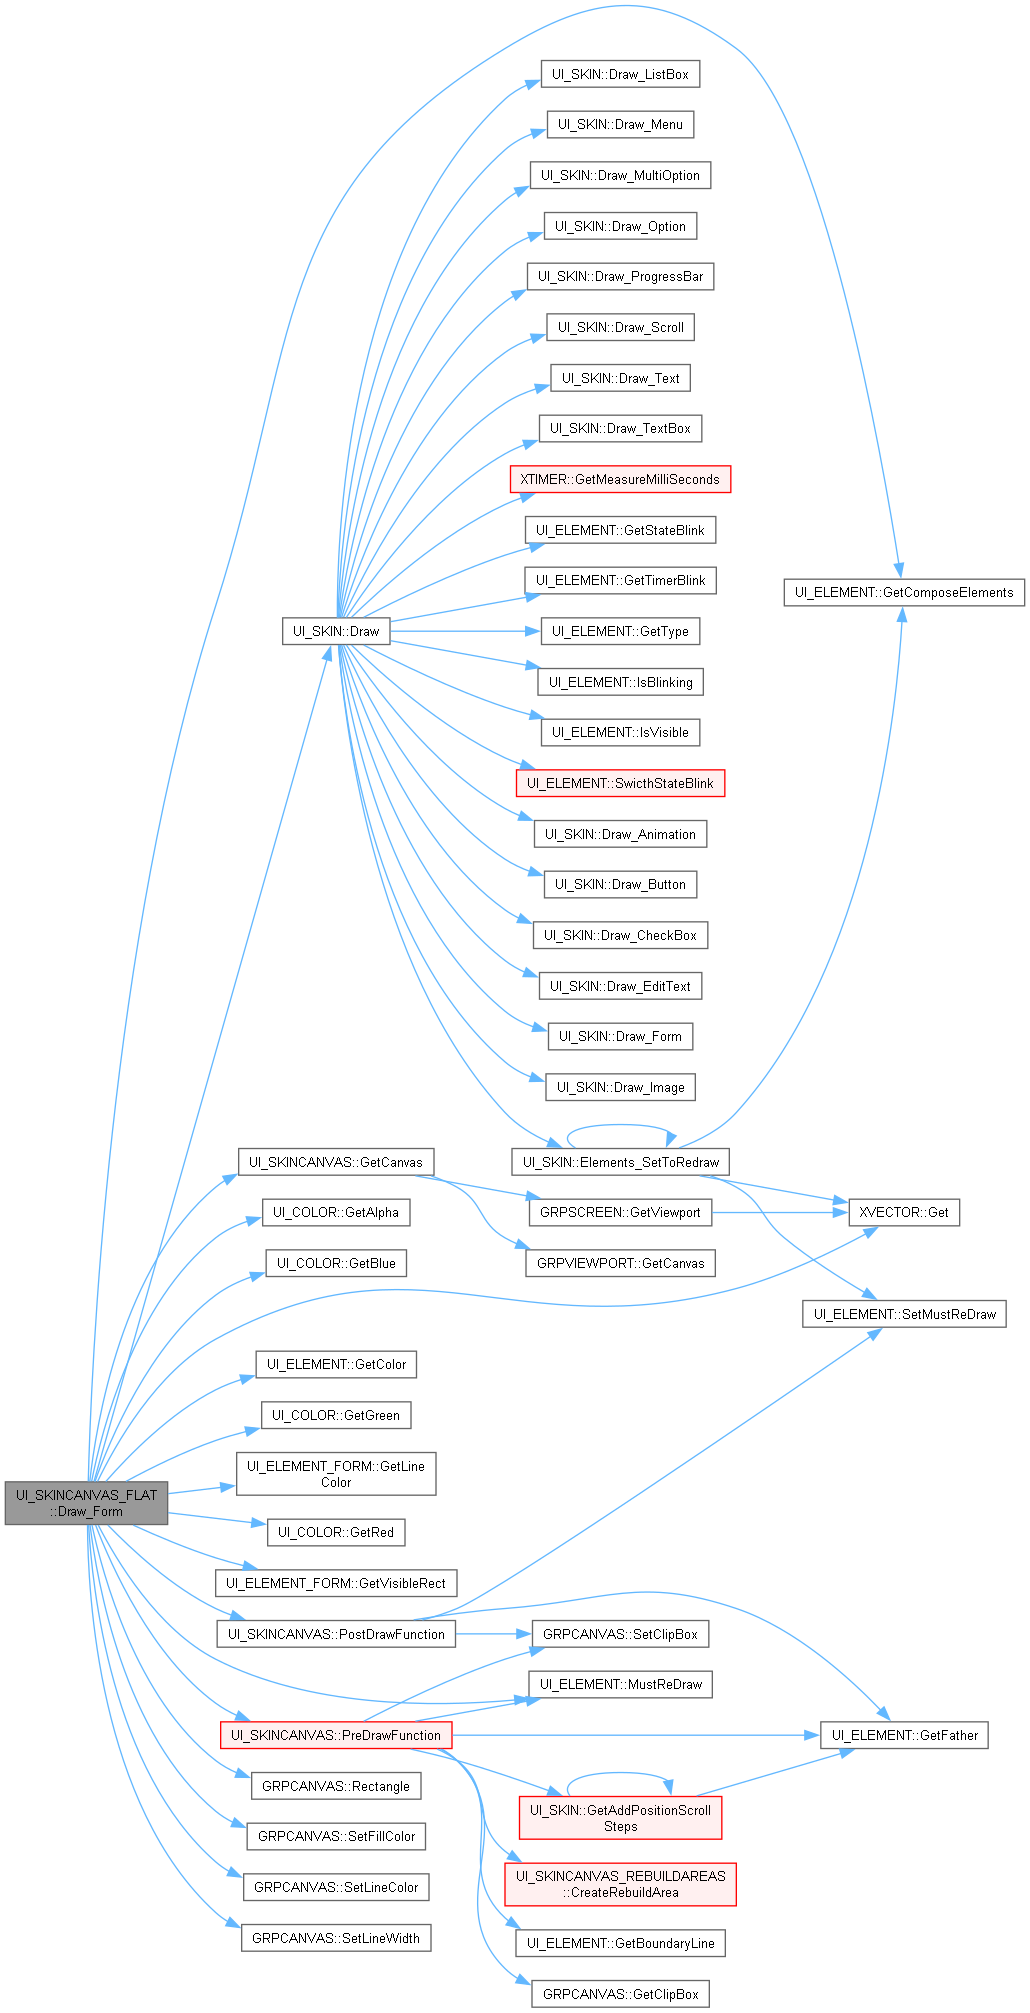 UI_SKIN::Draw_ListBox
UI_SKIN::Draw_Menu
UI_SKIN::Draw_MultiOption
UI_SKIN::Draw_Option
UI_SKIN::Draw_ProgressBar
UI_SKIN::Draw_Scroll
UI_SKIN::Draw_Text
UI_SKIN::Draw_TextBox
XTIMER::GetMeasureMilliSeconds
UI_ELEMENT::GetStateBlink
UI_ELEMENT::GetTimerBlink
UI_ELEMENT::GetComposeElements
UI_SKIN::Draw
UI_ELEMENT::GetType
UI_ELEMENT::IsBlinking
UI_ELEMENT::IsVisible
UI_ELEMENT::SwicthStateBlink
UI_SKIN::Draw_Animation
UI_SKIN::Draw_Button
UI_SKIN::Draw_CheckBox
UI_SKIN::Draw_EditText
UI_SKIN::Draw_Form
UI_SKIN::Draw_Image
UI_SKINCANVAS::GetCanvas
UI_SKIN::Elements_SetToRedraw
UI_COLOR::GetAlpha
GRPSCREEN::GetViewport
XVECTOR::Get
UI_COLOR::GetBlue
GRPVIEWPORT::GetCanvas
UI_ELEMENT::SetMustReDraw
UI_ELEMENT::GetColor
UI_COLOR::GetGreen
UI_ELEMENT_FORM::GetLine
Color
UI_SKINCANVAS_FLAT
::Draw_Form
UI_COLOR::GetRed
UI_ELEMENT_FORM::GetVisibleRect
UI_SKINCANVAS::PostDrawFunction
GRPCANVAS::SetClipBox
UI_ELEMENT::MustReDraw
UI_SKINCANVAS::PreDrawFunction
UI_ELEMENT::GetFather
GRPCANVAS::Rectangle
UI_SKIN::GetAddPositionScroll
Steps
GRPCANVAS::SetFillColor
GRPCANVAS::SetLineColor
UI_SKINCANVAS_REBUILDAREAS
::CreateRebuildArea
GRPCANVAS::SetLineWidth
UI_ELEMENT::GetBoundaryLine
GRPCANVAS::GetClipBox